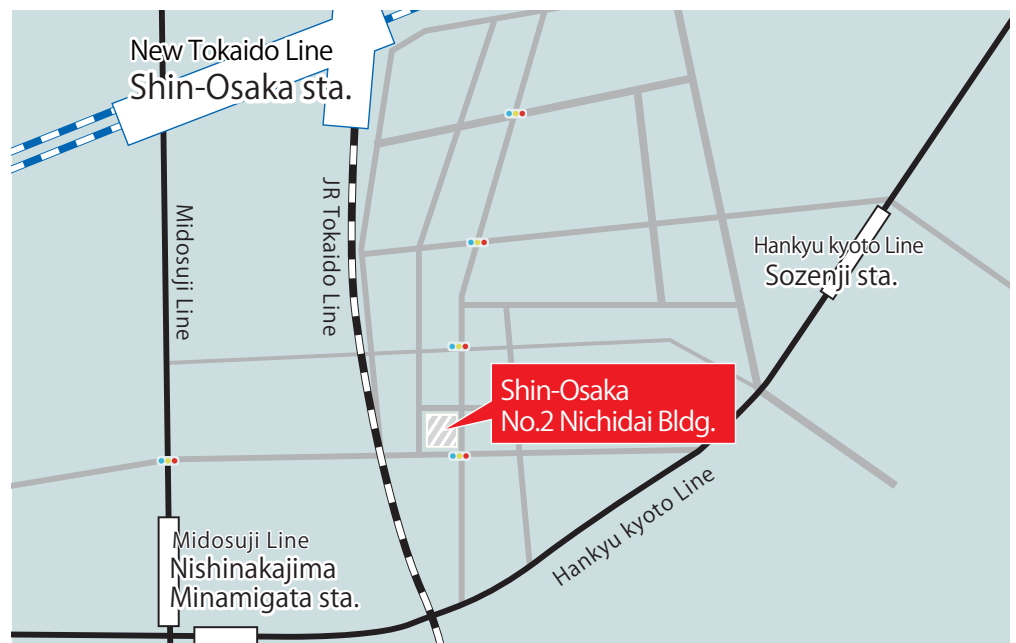 New Tokaido Line
Shin-Osaka sta.
Midosuji Line
JR Tokaido Line
Hankyu kyoto Line
Sozenji sta.
Shin-Osaka
No.2 Nichidai Bldg.
Hankyu kyoto Line
Midosuji Line
Nishinakajima
Minamigata sta.